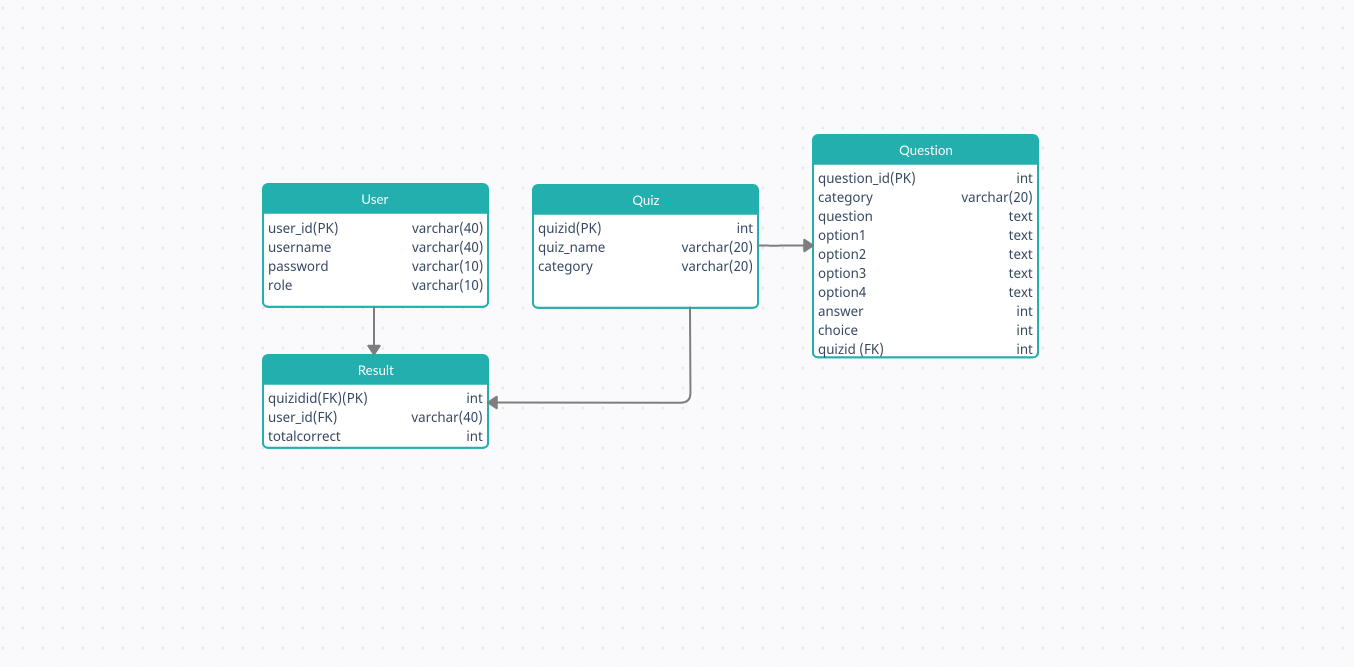 User
user_id(PK) varchar(40)
username varchar(40)
password varchar(10)
role varchar(10)
Quiz
quizid(PK) int
quiz_name varchar(20)
category varchar(20)
Question
question_id(PK) int
category varchar(20)
question text
option1 text
option2 text
option3 text
option4 text
answer int
choice int
quizid (FK) int
Result
quizidid(FK)(PK) int
user_id(FK) varchar(40)
totalcorrect int